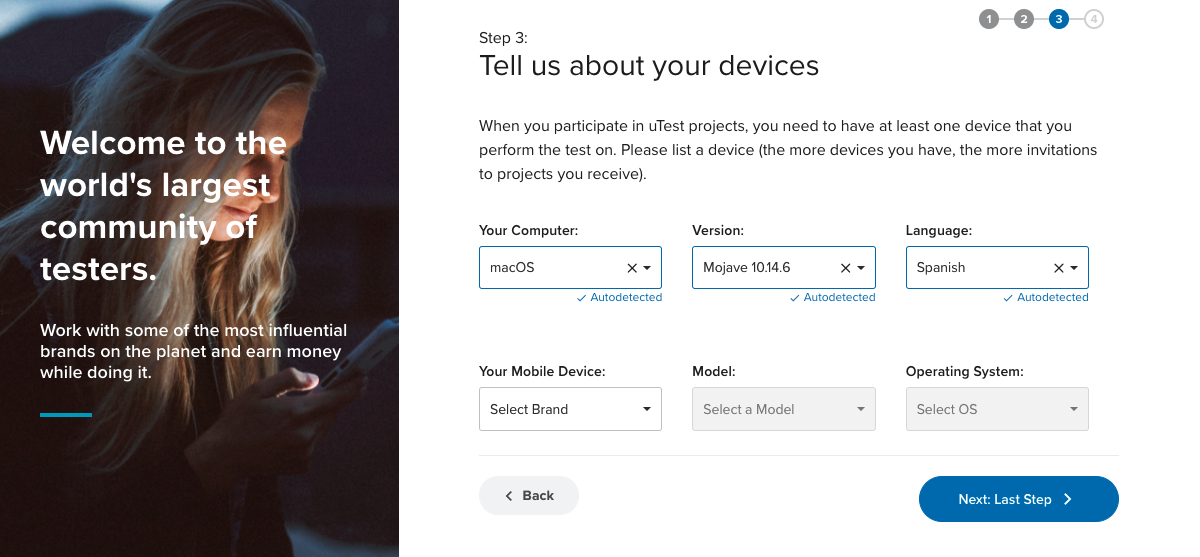 Welcome to the
world's largest
community of
testers.
Work with some of the most influential
brands on the planet and earn money
while doing it.
1 2 3 4
Step 3:
Tell us about your devices
When you participate in uTest projects, you need to have at least one device that you
perform the test on. Please list a device (the more devices you have, the more invitations
to projects you receive).
Your Computer: Version: Language:
macOS Mojave 10.14.6 Spanish
Autodetected Autodetected Autodetected
Your Mobile Device: Model: Operating System:
Select Brand Select a Model Select OS
Back Next: Last Step